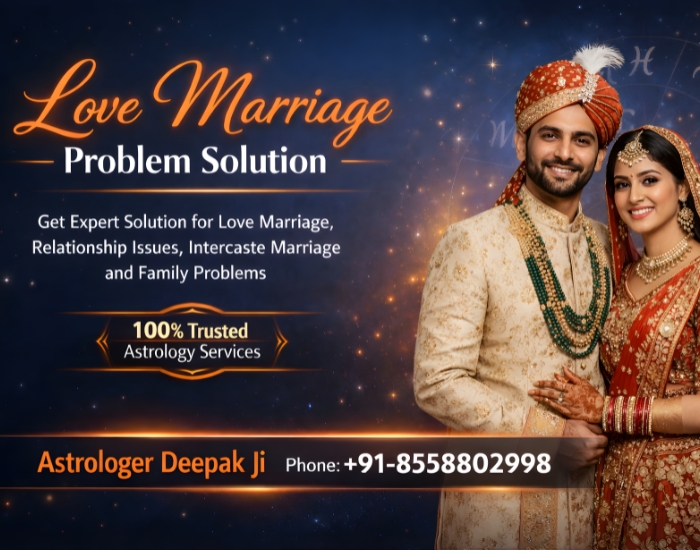 Love Marriage
Problem Solution
Get Expert Solution for Love Marriage,
Relationship Issues, Intercaste Marriage
and Family Problems
100% Trusted
Astrology Services
Astrologer Deepak Ji Phone: +91-8558802998